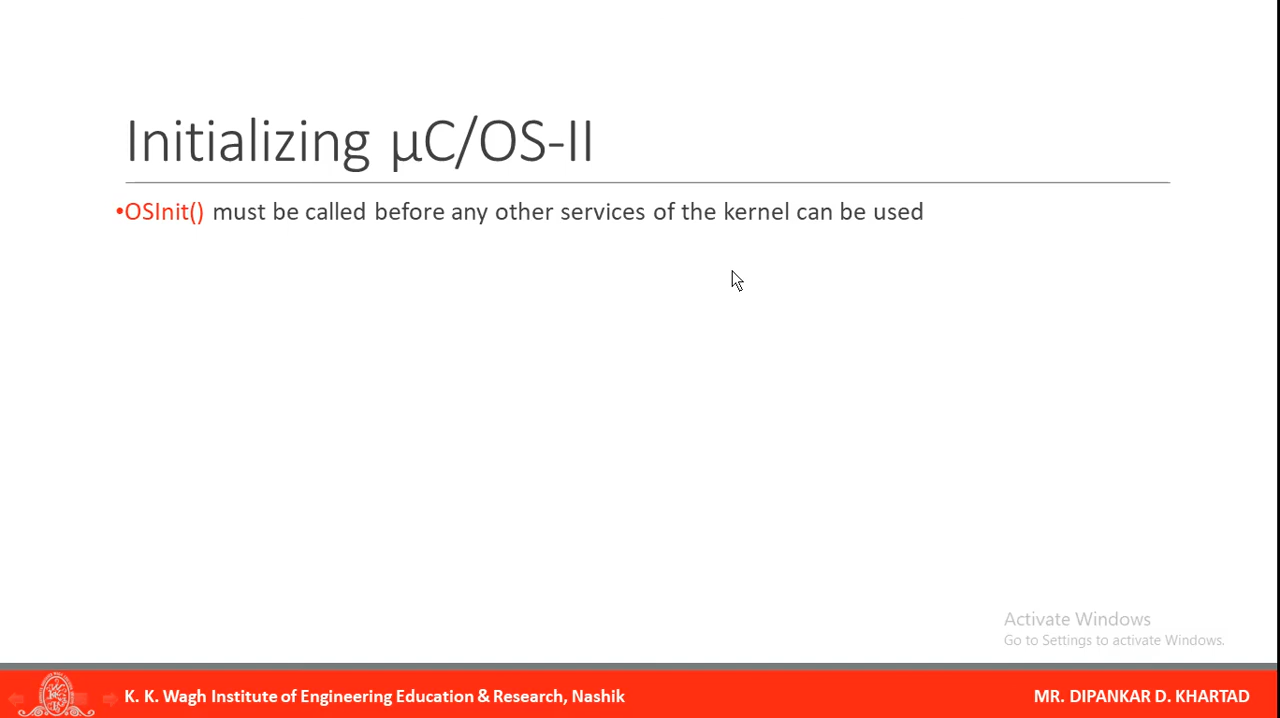 Initializing µC/OS-II
•OSInit() must be called before any other services of the kernel can be used
Activate Windows
Go to Settings to activate Windows.
K. K. Wagh Institute of Engineering Education & Research, Nashik
MR. DIPANKAR D. KHARTAD